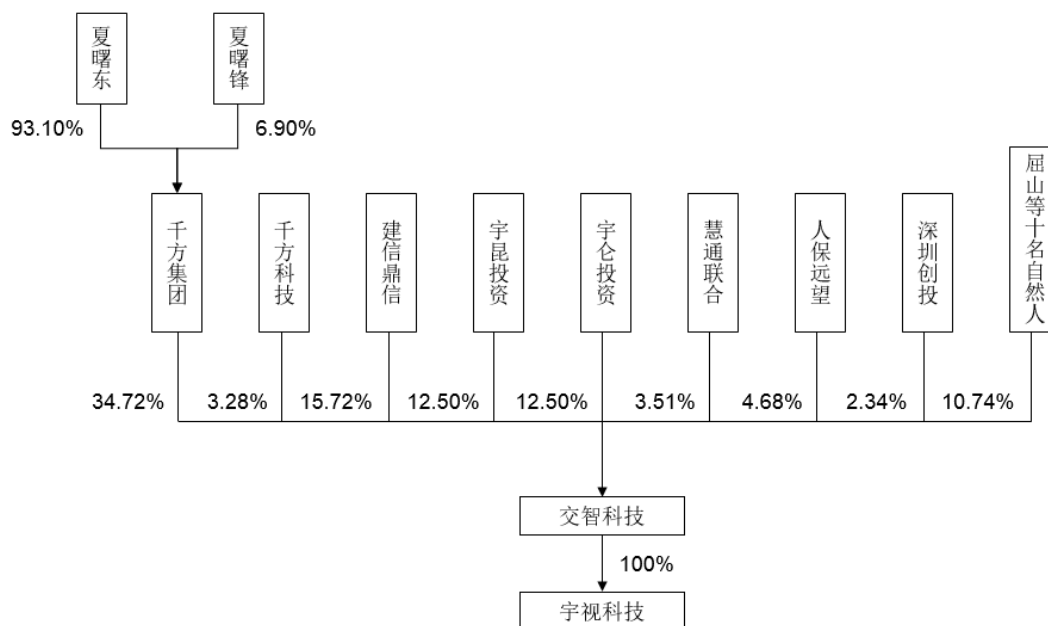 夏曙东
夏曙锋
93.10%
6.90%
千方集团
千方科技
建信鼎信
宇昆投资
宇仑投资
慧通联合
人保远望
深圳创投
屈山等十名自然人
34.72%
3.28%
15.72%
12.50%
12.50%
3.51%
4.68%
2.34%
10.74%
交智科技
100%
宇视科技